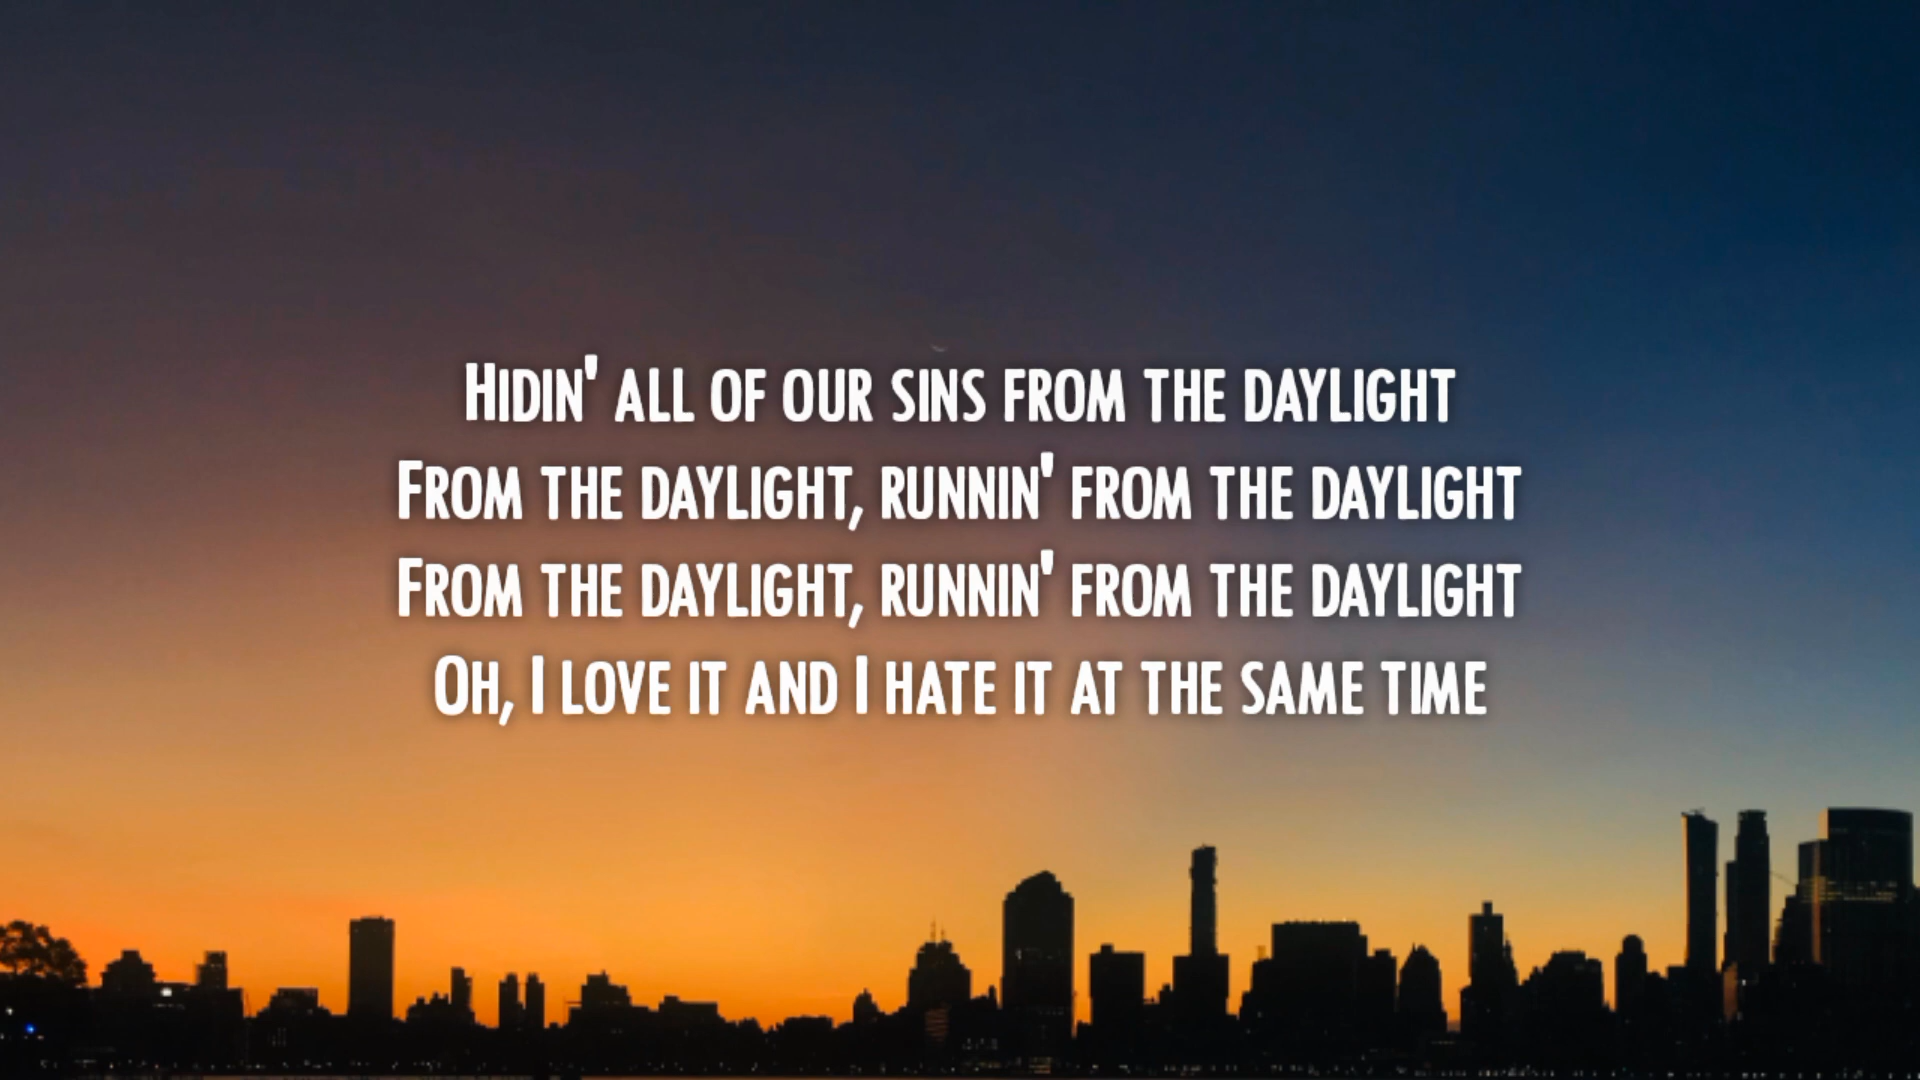 Hidin' all of our sins from the daylight
From the daylight, runnin' from the daylight
From the daylight, runnin' from the daylight
Oh, I love it and I hate it at the same time